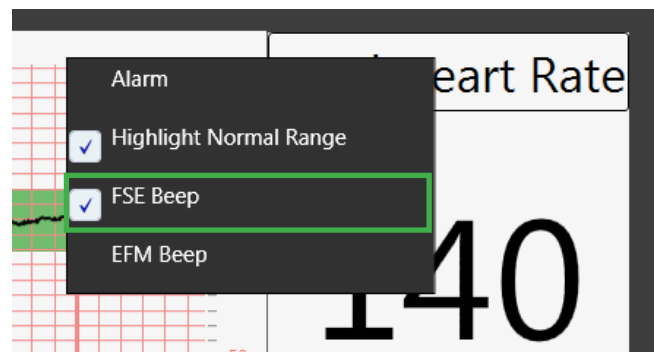 eart Rate
Alarm
Highlight Normal Range
FSE Beep
EFM Beep
140